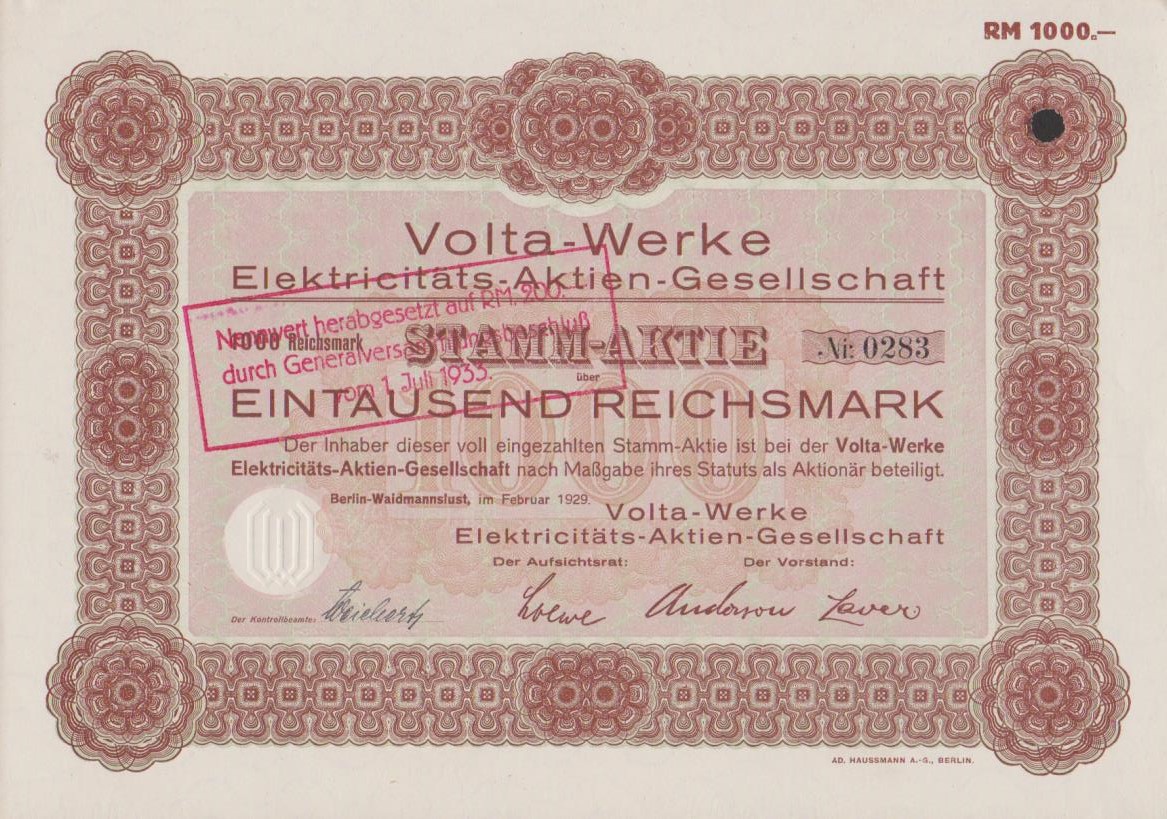 RM 1000.—
Volta-Werke
Elektricitäts-Aktien-Gesellschaft
Nennwert herabgesetzt auf RM. 200.
durch Generalversammlungsbeschluß
vom 1. Juli 1933.
1000 Reichsmark STAMM-AKTIE № 0283
über
1000
EINTAUSEND REICHSMARK
Der Inhaber dieser voll eingezahlten Stamm-Aktie ist bei der Volta-Werke
Elektricitäts-Aktien-Gesellschaft nach Maßgabe ihres Statuts als Aktionär beteiligt.
Berlin-Waidmannslust, im Februar 1929.
Volta-Werke
Elektricitäts-Aktien-Gesellschaft
Der Aufsichtsrat: Der Vorstand:
Der Kontrollbeamte: Loewe Anderson
AD. HAUSSMANN A.-G., BERLIN.